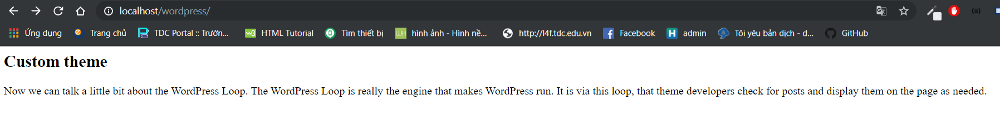 localhost/wordpress/
Ứng dụng Trang chủ TDC Portal :: Trườn... HTML Tutorial Tìm thiết bị hình ảnh - Hình nề... http://l4f.tdc.edu.vn Facebook admin Tôi yêu bản dịch - d... GitHub
Custom theme
Now we can talk a little bit about the WordPress Loop. The WordPress Loop is really the engine that makes WordPress run. It is via this loop, that theme developers check for posts and display them on the page as needed.